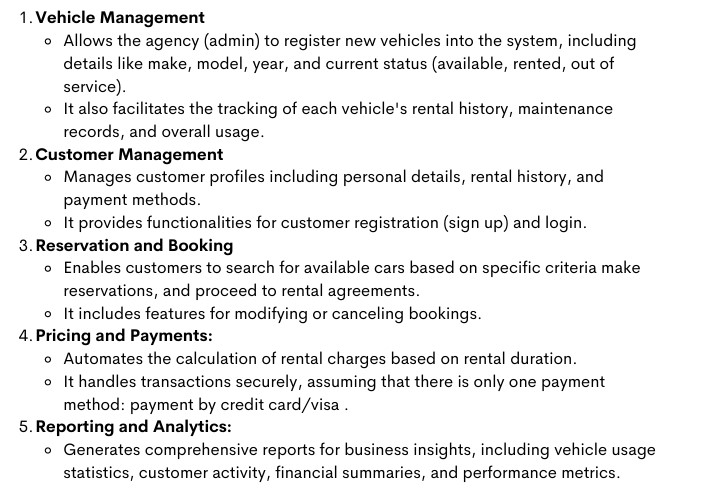 1. Vehicle Management
◦ Allows the agency (admin) to register new vehicles into the system, including
details like make, model, year, and current status (available, rented, out of
service).
◦ It also facilitates the tracking of each vehicle's rental history, maintenance
records, and overall usage.
2. Customer Management
◦ Manages customer profiles including personal details, rental history, and
payment methods.
◦ It provides functionalities for customer registration (sign up) and login.
3. Reservation and Booking
◦ Enables customers to search for available cars based on specific criteria make
reservations, and proceed to rental agreements.
◦ It includes features for modifying or canceling bookings.
4. Pricing and Payments:
◦ Automates the calculation of rental charges based on rental duration.
◦ It handles transactions securely, assuming that there is only one payment
method: payment by credit card/visa .
5. Reporting and Analytics:
◦ Generates comprehensive reports for business insights, including vehicle usage
statistics, customer activity, financial summaries, and performance metrics.